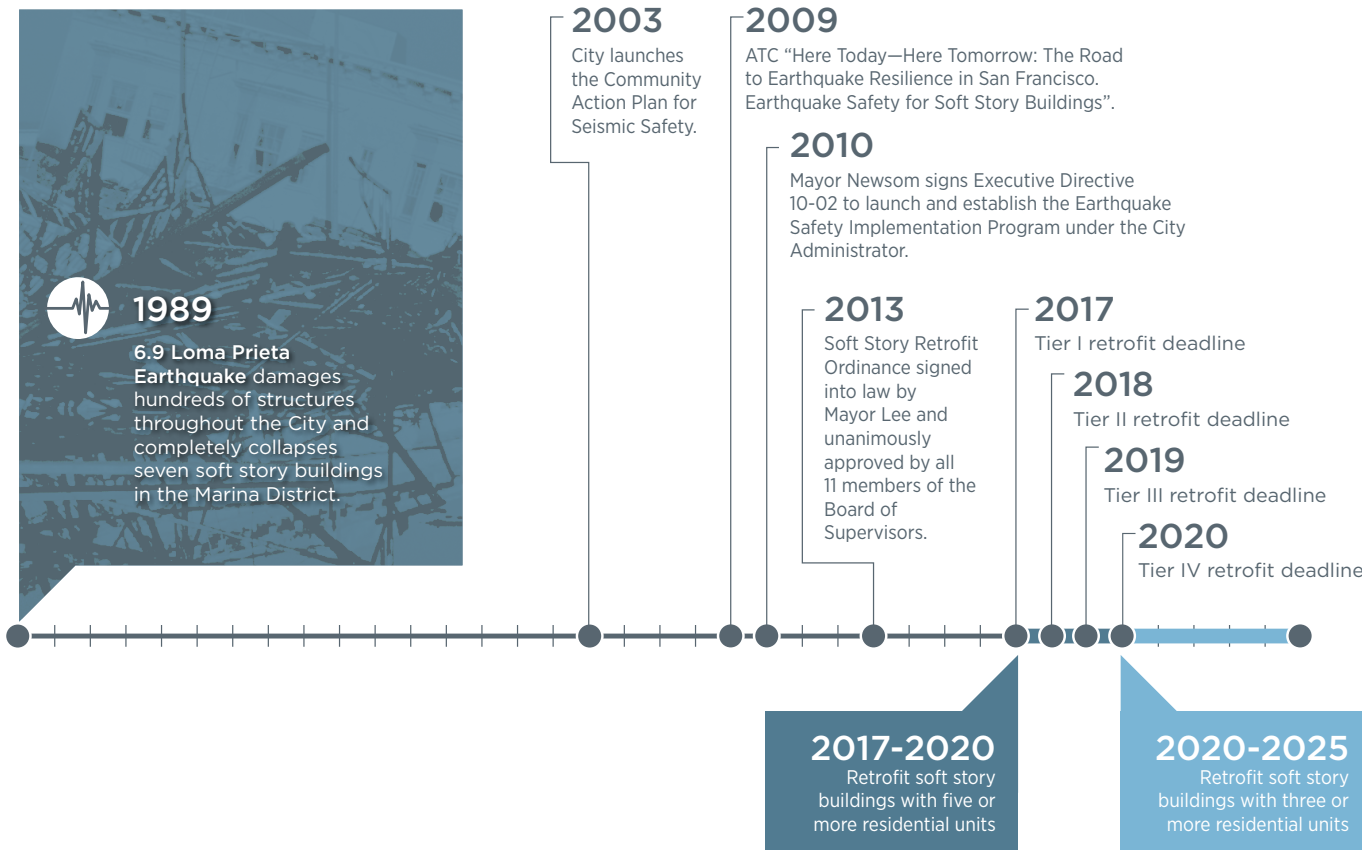 1989
6.9 Loma Prieta
Earthquake damages
hundreds of structures
throughout the City and
completely collapses
seven soft story buildings
in the Marina District.
2003
City launches
the Community
Action Plan for
Seismic Safety.
2009
ATC “Here Today—Here Tomorrow: The Road
to Earthquake Resilience in San Francisco.
Earthquake Safety for Soft Story Buildings”.
2010
Mayor Newsom signs Executive Directive
10-02 to launch and establish the Earthquake
Safety Implementation Program under the City
Administrator.
2013
Soft Story Retrofit
Ordinance signed
into law by
Mayor Lee and
unanimously
approved by all
11 members of the
Board of
Supervisors.
2017
Tier I retrofit deadline
2018
Tier II retrofit deadline
2019
Tier III retrofit deadline
2020
Tier IV retrofit deadline
2017-2020
Retrofit soft story
buildings with five or
more residential units
2020-2025
Retrofit soft story
buildings with three or
more residential units